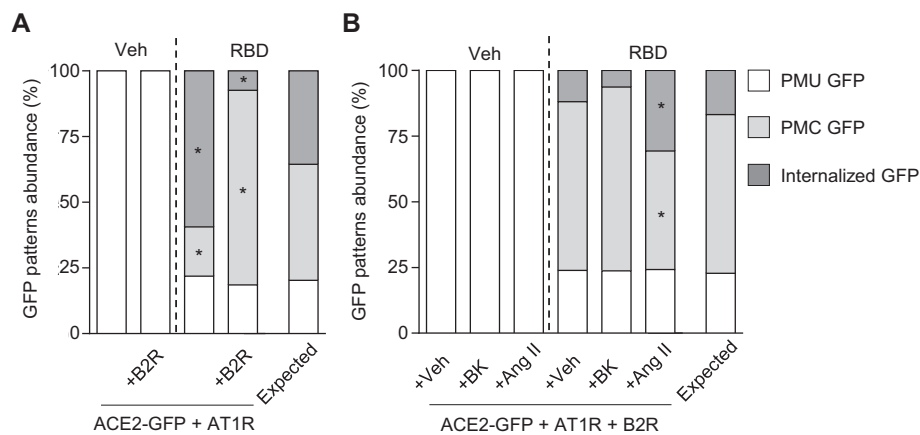 A
Veh
RBD
GFP patterns abundance (%)
100
75
50
25
0
*
*
*
*
+B2R
+B2R
Expected
ACE2-GFP + AT1R
B
Veh
RBD
GFP patterns abundance (%)
100
75
50
25
0
*
*
+Veh
+BK
+Ang II
+Veh
+BK
+Ang II
Expected
ACE2-GFP + AT1R + B2R
PMU GFP
PMC GFP
Internalized GFP